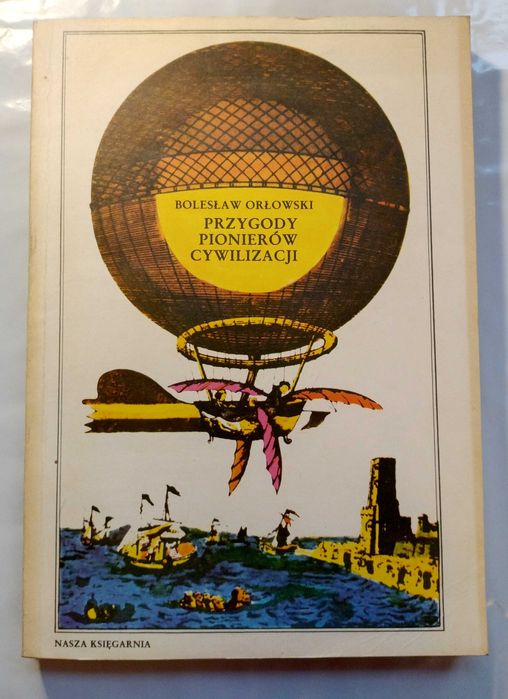 BOLESŁAW ORŁOWSKI
PRZYGODY
PIONIERÓW
CYWILIZACJI
NASZA KSIĘGARNIA